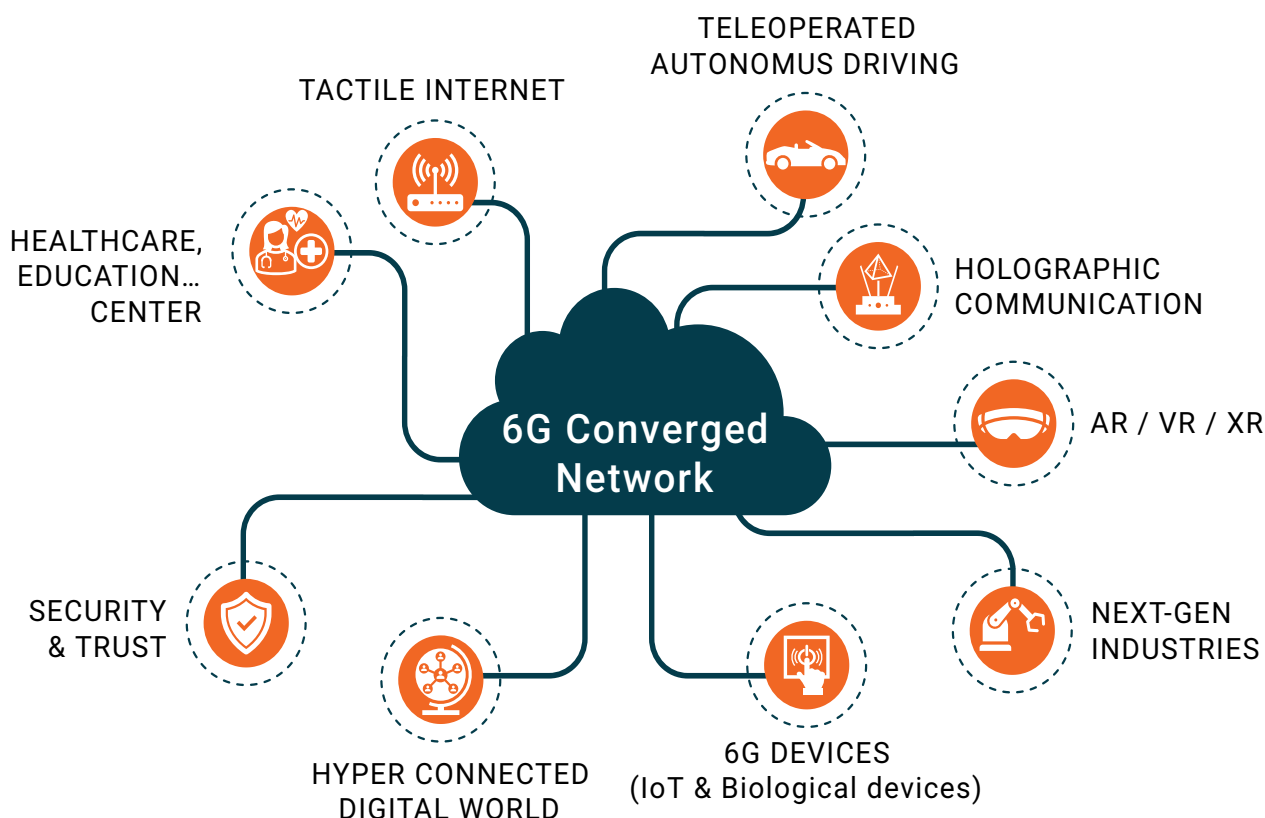 TELEOPERATED
AUTONOMUS DRIVING
TACTILE INTERNET
HEALTHCARE,
EDUCATION...
CENTER
HOLOGRAPHIC
COMMUNICATION
6G Converged
Network
AR / VR / XR
SECURITY
& TRUST
NEXT-GEN
INDUSTRIES
HYPER CONNECTED
DIGITAL WORLD
6G DEVICES
(IoT & Biological devices)